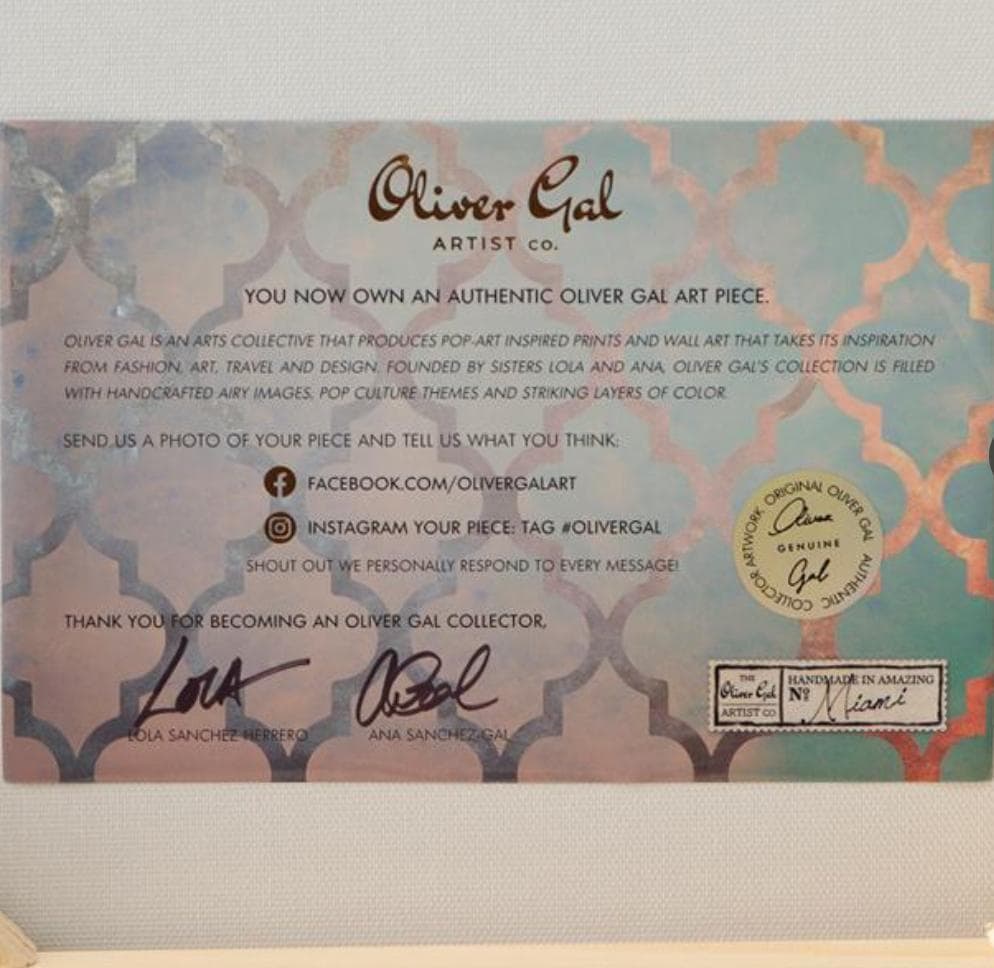 Oliver Gal
ARTIST CO.
YOU NOW OWN AN AUTHENTIC OLIVER GAL ART PIECE.
OLIVER GAL IS AN ARTS COLLECTIVE THAT PRODUCES POP-ART INSPIRED PRINTS AND WALL ART THAT TAKES ITS INSPIRATION
FROM FASHION, ART, TRAVEL AND DESIGN. FOUNDED BY SISTERS LOLA AND ANA, OLIVER GAL'S COLLECTION IS FILLED
WITH HANDCRAFTED AIRY IMAGES, POP CULTURE THEMES AND STRIKING LAYERS OF COLOR.
SEND US A PHOTO OF YOUR PIECE AND TELL US WHAT YOU THINK:
FACEBOOK.COM/OLIVERGALART
INSTAGRAM YOUR PIECE: TAG #OLIVERGAL
SHOUT OUT WE PERSONALLY RESPOND TO EVERY MESSAGE!
ORIGINAL OLIVER GAL AUTHENTIC COLLECTOR ARTWORK
Oliver
GENUINE
Gal
THANK YOU FOR BECOMING AN OLIVER GAL COLLECTOR,
LOLA
LOLA SANCHEZ HERRERO
ANA SANCHEZ-GAL
THE
Oliver Gal
ARTIST CO
HANDMADE IN AMAZING
Nº Miami